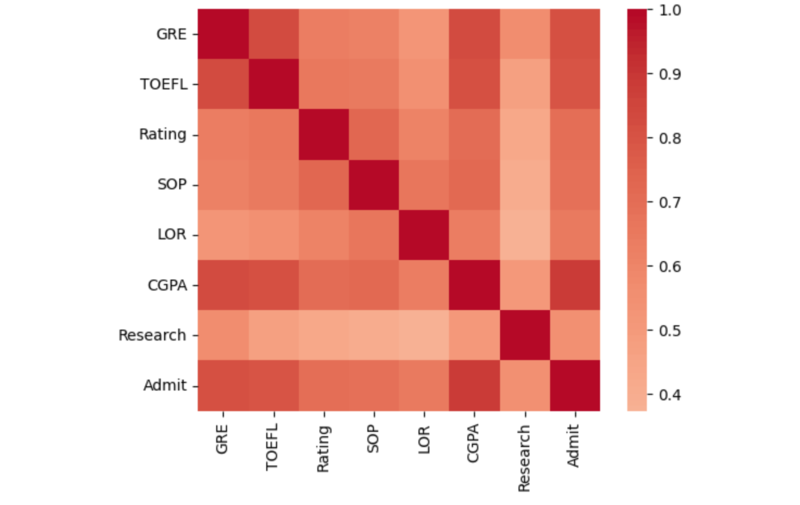 GRE
TOEFL
Rating
SOP
LOR
CGPA
Research
Admit
GRE
TOEFL
Rating
SOP
LOR
CGPA
Research
Admit
1.0
0.9
0.8
0.7
0.6
0.5
0.4